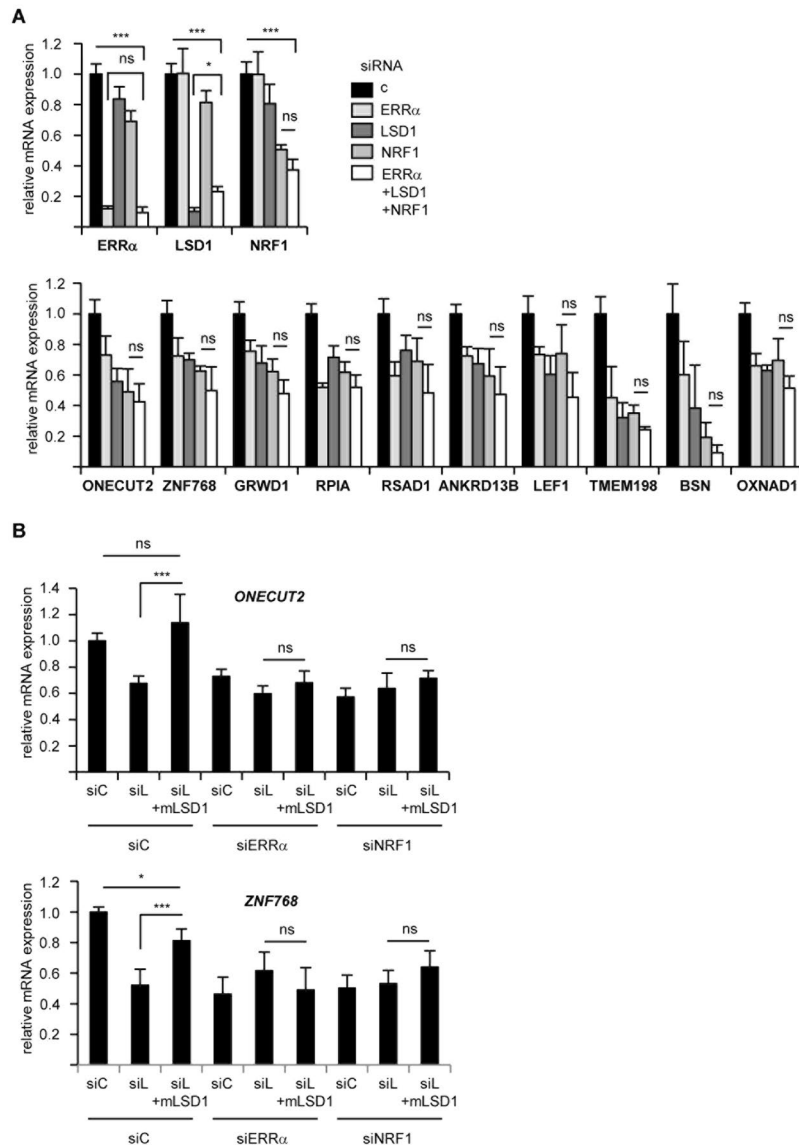 A
relative mRNA expression
1.2
1.0
0.8
0.6
0.4
0.2
***
ns
***
*
***
ns
ERRα LSD1 NRF1
siRNA
c
ERRα
LSD1
NRF1
ERRα
+LSD1
+NRF1
relative mRNA expression
1.2
1.0
0.8
0.6
0.4
0.2
ns ns ns ns ns ns ns ns ns ns
ONECUT2 ZNF768 GRWD1 RPIA RSAD1 ANKRD13B LEF1 TMEM198 BSN OXNAD1
B
relative mRNA expression
1.4
1.2
1.0
0.8
0.6
0.4
0.2
ns
***
ONECUT2
ns
ns
siC siL siL siC siL siL siC siL siL
+mLSD1 +mLSD1 +mLSD1
siC siERRα siNRF1
relative mRNA expression
1.2
1.0
0.8
0.6
0.4
0.2
*
***
ZNF768
ns
ns
siC siL siL siC siL siL siC siL siL
+mLSD1 +mLSD1 +mLSD1
siC siERRα siNRF1